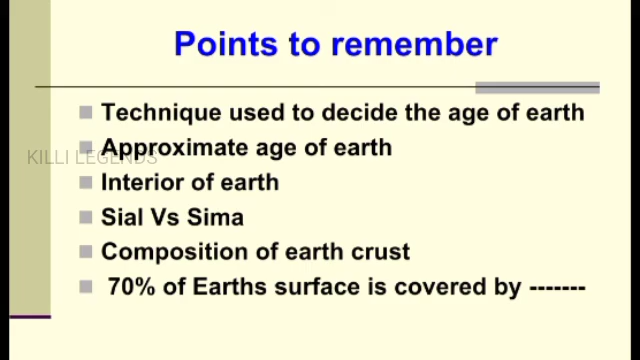 Points to remember
Technique used to decide the age of earth
Approximate age of earth
KILLI LEGENDS
Interior of earth
Sial Vs Sima
Composition of earth crust
70% of Earths surface is covered by -------